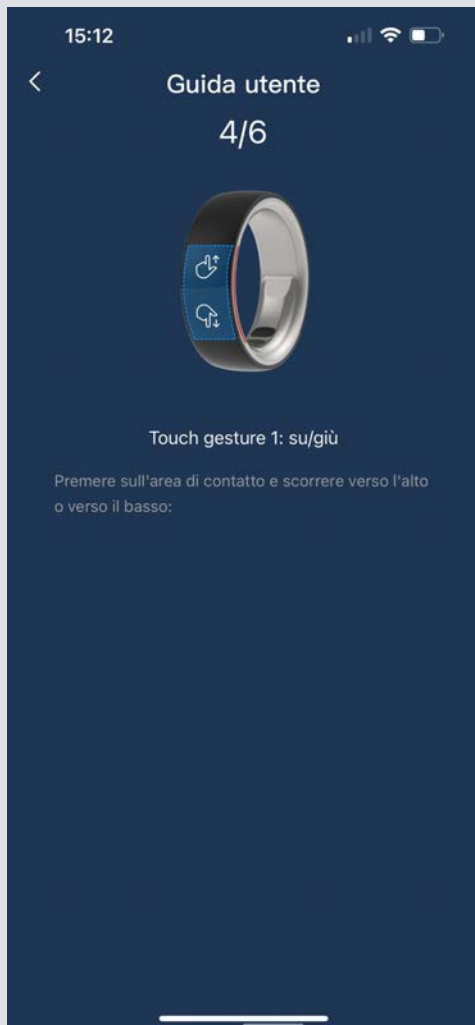 15:12
Guida utente
4/6
Touch gesture 1: su/giù
Premere sull'area di contatto e scorrere verso l'alto
o verso il basso: